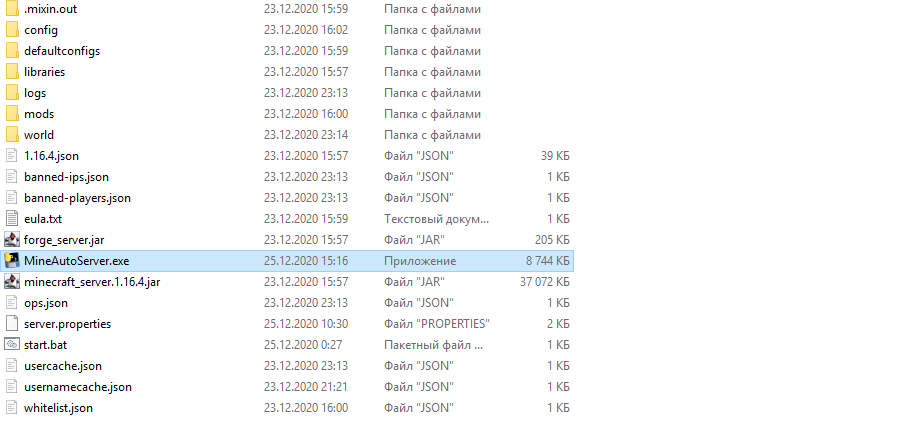 .mixin.out 23.12.2020 15:59 Папка с файлами
config 23.12.2020 16:02 Папка с файлами
defaultconfigs 23.12.2020 15:59 Папка с файлами
libraries 23.12.2020 15:57 Папка с файлами
logs 23.12.2020 23:13 Папка с файлами
mods 23.12.2020 16:00 Папка с файлами
world 23.12.2020 23:14 Папка с файлами
1.16.4.json 23.12.2020 15:57 Файл "JSON" 39 КБ
banned-ips.json 23.12.2020 23:13 Файл "JSON" 1 КБ
banned-players.json 23.12.2020 23:13 Файл "JSON" 1 КБ
eula.txt 23.12.2020 15:59 Текстовый докум... 1 КБ
forge_server.jar 23.12.2020 15:57 Файл "JAR" 205 КБ
MineAutoServer.exe 25.12.2020 15:16 Приложение 8 744 КБ
minecraft_server.1.16.4.jar 23.12.2020 15:57 Файл "JAR" 37 072 КБ
ops.json 23.12.2020 23:13 Файл "JSON" 1 КБ
server.properties 25.12.2020 10:30 Файл "PROPERTIES" 2 КБ
start.bat 25.12.2020 0:27 Пакетный файл ... 1 КБ
usercache.json 23.12.2020 23:13 Файл "JSON" 1 КБ
usernamecache.json 23.12.2020 21:21 Файл "JSON" 1 КБ
whitelist.json 23.12.2020 16:00 Файл "JSON" 1 КБ